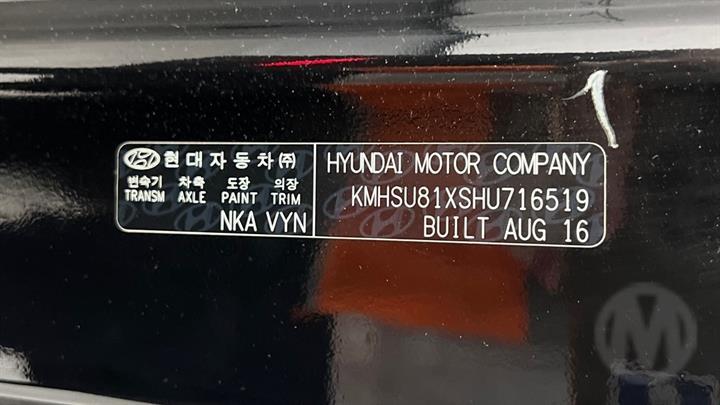 현대자동차㈜
변속기 차축 도장 의장
TRANSM AXLE PAINT TRIM
NKA VYN
HYUNDAI MOTOR COMPANY
KMHSU81XSHU716519
BUILT AUG 16
1
M